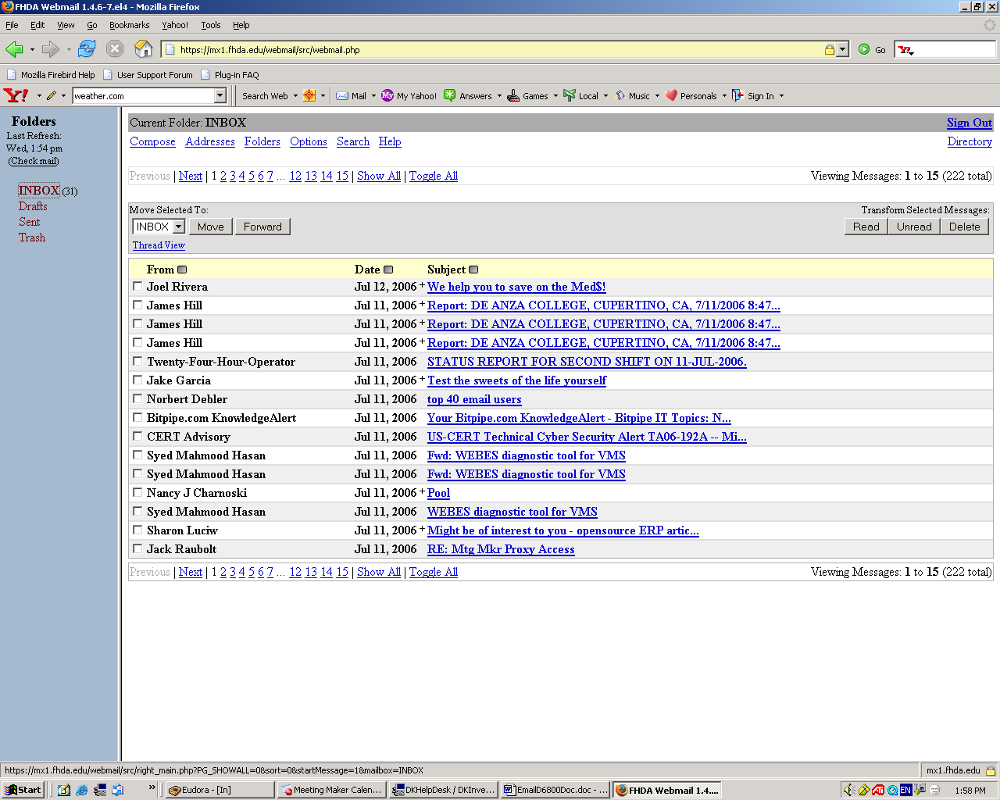 FHDA Webmail 1.4.6-7.el4 - Mozilla Firefox
File Edit View Go Bookmarks Yahoo! Tools Help
https://mx1.fhda.edu/webmail/src/webmail.php Go
Mozilla Firebird Help User Support Forum Plug-in FAQ
Y! weather.com Search Web Mail My Yahoo! Answers Games Local Music Personals Sign In
Folders
Last Refresh:
Wed, 1:54 pm
(Check mail)
INBOX (31)
Drafts
Sent
Trash
Current Folder: INBOX Sign Out
Compose Addresses Folders Options Search Help Directory
Previous | Next | 1 2 3 4 5 6 7 ... 12 13 14 15 | Show All | Toggle All Viewing Messages: 1 to 15 (222 total)
Move Selected To: Transform Selected Messages:
INBOX Move Forward Read Unread Delete
Thread View
From Date Subject
Joel Rivera Jul 12, 2006 + We help you to save on the Med$!
James Hill Jul 11, 2006 + Report: DE ANZA COLLEGE, CUPERTINO, CA, 7/11/2006 8:47...
James Hill Jul 11, 2006 + Report: DE ANZA COLLEGE, CUPERTINO, CA, 7/11/2006 8:47...
James Hill Jul 11, 2006 + Report: DE ANZA COLLEGE, CUPERTINO, CA, 7/11/2006 8:47...
Twenty-Four-Hour-Operator Jul 11, 2006 STATUS REPORT FOR SECOND SHIFT ON 11-JUL-2006.
Jake Garcia Jul 11, 2006 + Test the sweets of the life yourself
Norbert Debler Jul 11, 2006 top 40 email users
Bitpipe.com KnowledgeAlert Jul 11, 2006 Your Bitpipe.com KnowledgeAlert - Bitpipe IT Topics: N...
CERT Advisory Jul 11, 2006 US-CERT Technical Cyber Security Alert TA06-192A -- Mi...
Syed Mahmood Hasan Jul 11, 2006 Fwd: WEBES diagnostic tool for VMS
Syed Mahmood Hasan Jul 11, 2006 Fwd: WEBES diagnostic tool for VMS
Nancy J Charnoski Jul 11, 2006 + Pool
Syed Mahmood Hasan Jul 11, 2006 WEBES diagnostic tool for VMS
Sharon Luciw Jul 11, 2006 + Might be of interest to you - opensource ERP artic...
Jack Raubolt Jul 11, 2006 RE: Mtg Mkr Proxy Access
Previous | Next | 1 2 3 4 5 6 7 ... 12 13 14 15 | Show All | Toggle All Viewing Messages: 1 to 15 (222 total)
https://mx1.fhda.edu/webmail/src/right_main.php?PG_SHOWALL=0&sort=0&startMessage=1&mailbox=INBOX mx1.fhda.edu
Start » Eudora - [In] Meeting Maker Calen... DKHelpDesk / DKInve... EmailD6800Doc.doc - ... FHDA Webmail 1.4.... EN 1:58 PM